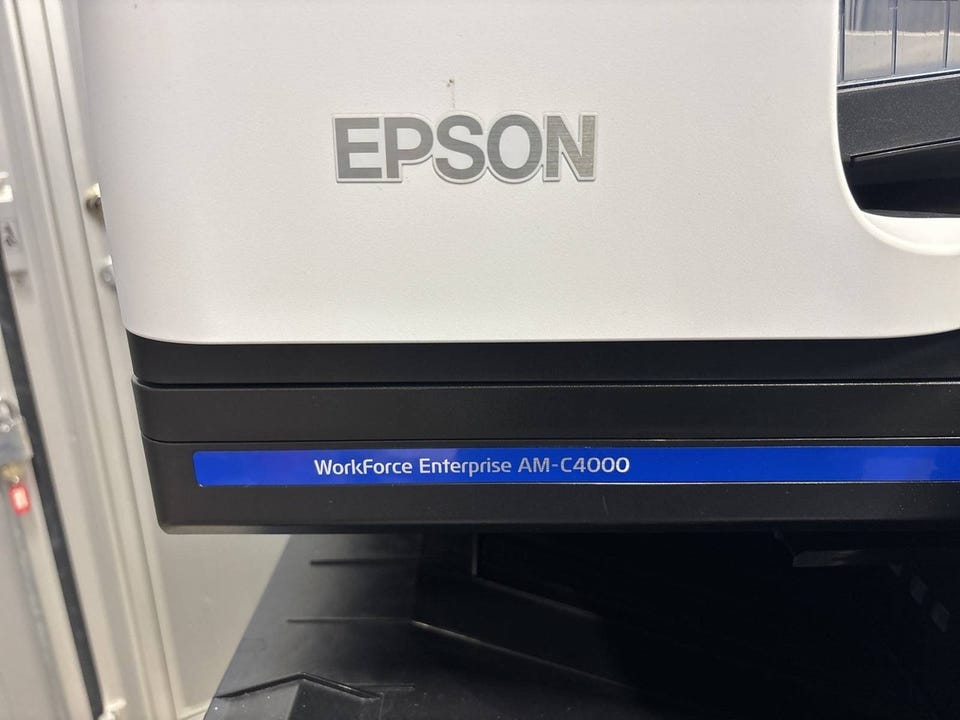 EPSON
WorkForce Enterprise AM-C4000